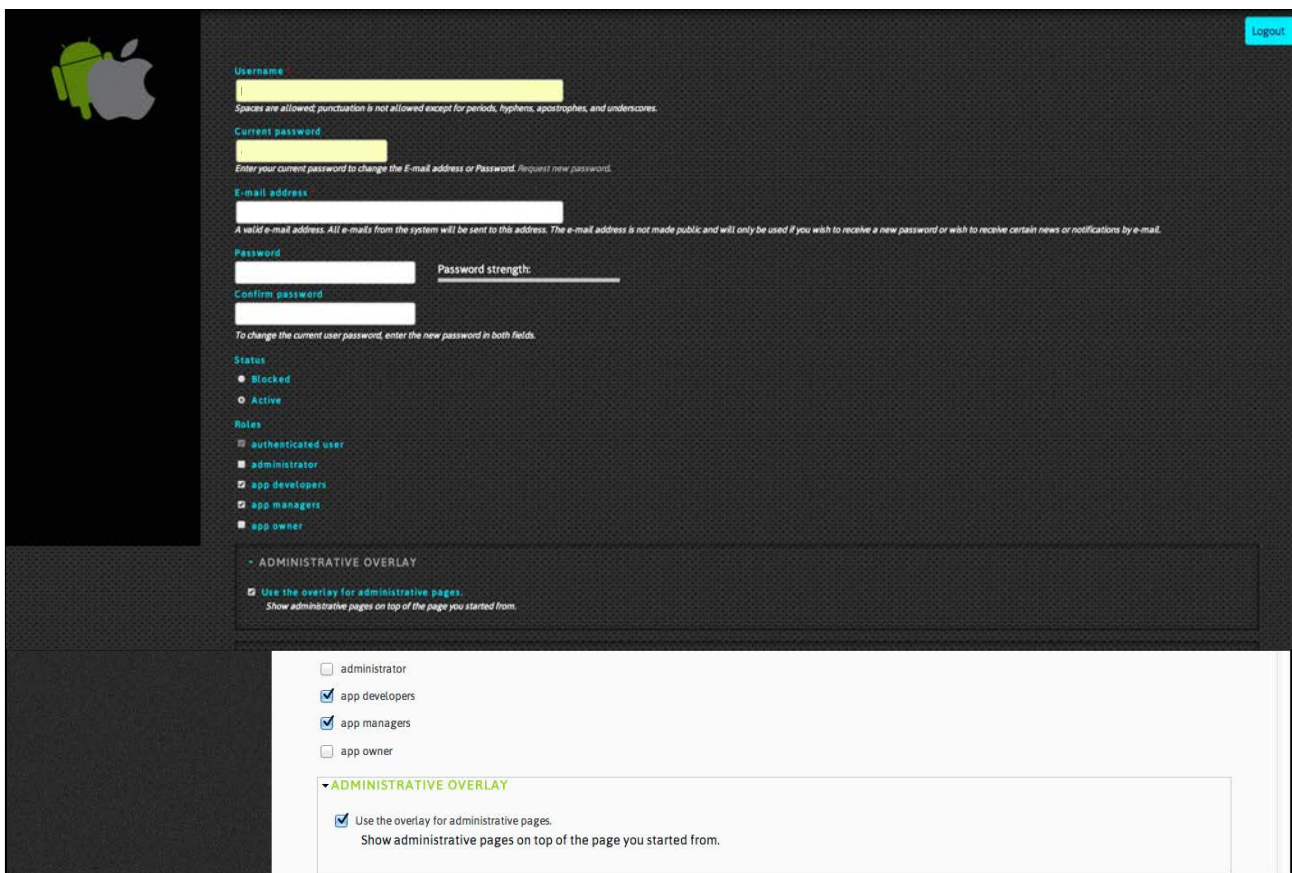 Logout
Username
Spaces are allowed; punctuation is not allowed except for periods, hyphens, apostrophes, and underscores.
Current password
Enter your current password to change the E-mail address or Password. Request new password.
E-mail address
A valid e-mail address. All e-mails from the system will be sent to this address. The e-mail address is not made public and will only be used if you wish to receive a new password or wish to receive certain news or notifications by e-mail.
Password
Password strength:
Confirm password
To change the current user password, enter the new password in both fields.
Status
Blocked
Active
Roles
authenticated user
administrator
app developers
app managers
app owner
ADMINISTRATIVE OVERLAY
Use the overlay for administrative pages.
Show administrative pages on top of the page you started from.
administrator
app developers
app managers
app owner
ADMINISTRATIVE OVERLAY
Use the overlay for administrative pages.
Show administrative pages on top of the page you started from.